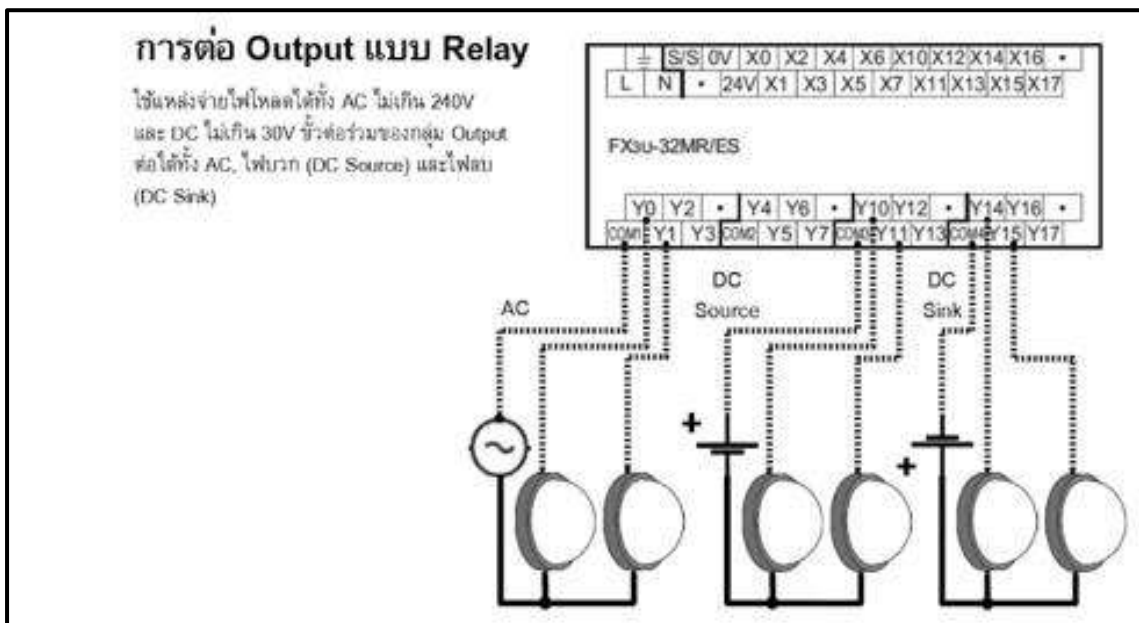 การต่อ Output แบบ Relay
ใช้แหล่งจ่ายไฟโหลดได้ทั้ง AC ไม่เกิน 240V
และ DC ไม่เกิน 30V ขั้วต่อร่วมของกลุ่ม Output
ต่อได้ทั้ง AC, ไฟบวก (DC Source) และไฟลบ
(DC Sink)
S/S 0V X0 X2 X4 X6 X10 X12 X14 X16 •
L N • 24V X1 X3 X5 X7 X11 X13 X15 X17
FX3U-32MR/ES
Y0 Y2 • Y4 Y6 • Y10 Y12 • Y14 Y16 •
COM1 Y1 Y3 COM2 Y5 Y7 COM3 Y11 Y13 COM4 Y15 Y17
AC
DC
Source
DC
Sink
+
+